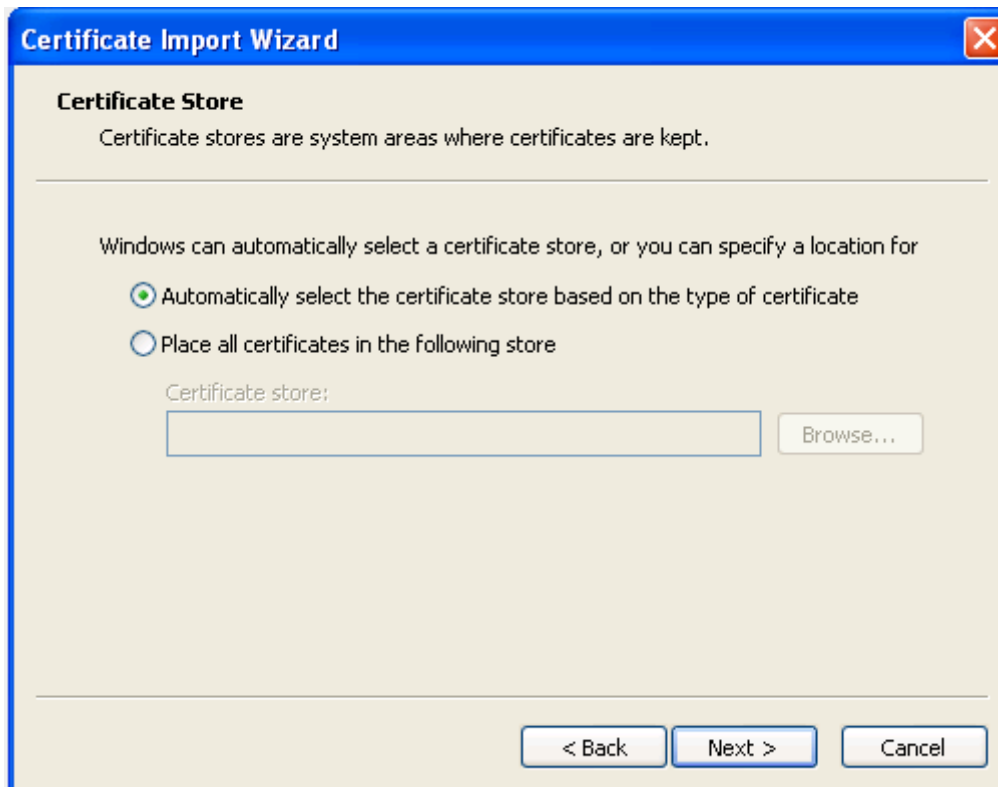 Certificate Import Wizard
Certificate Store
Certificate stores are system areas where certificates are kept.
Windows can automatically select a certificate store, or you can specify a location for
Automatically select the certificate store based on the type of certificate
Place all certificates in the following store
Certificate store:
Browse...
< Back Next > Cancel